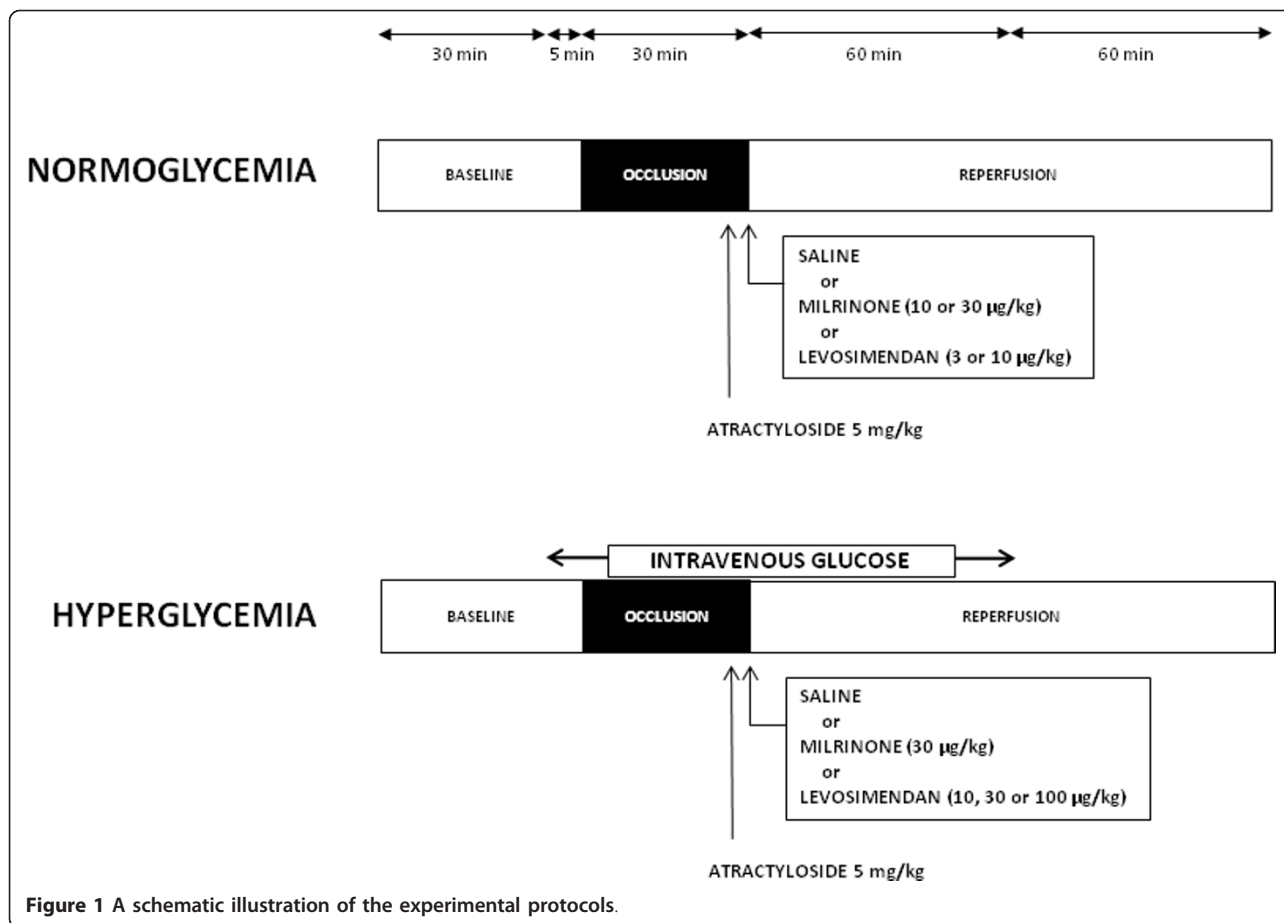 30 min 5 min 30 min 60 min 60 min
NORMOGLYCEMIA
BASELINE OCCLUSION REPERFUSION
SALINE
or
MILRINONE (10 or 30 µg/kg)
or
LEVOSIMENDAN (3 or 10 µg/kg)
ATRACTYLOSIDE 5 mg/kg
INTRAVENOUS GLUCOSE
HYPERGLYCEMIA
BASELINE OCCLUSION REPERFUSION
SALINE
or
MILRINONE (30 µg/kg)
or
LEVOSIMENDAN (10, 30 or 100 µg/kg)
ATRACTYLOSIDE 5 mg/kg
Figure 1 A schematic illustration of the experimental protocols.